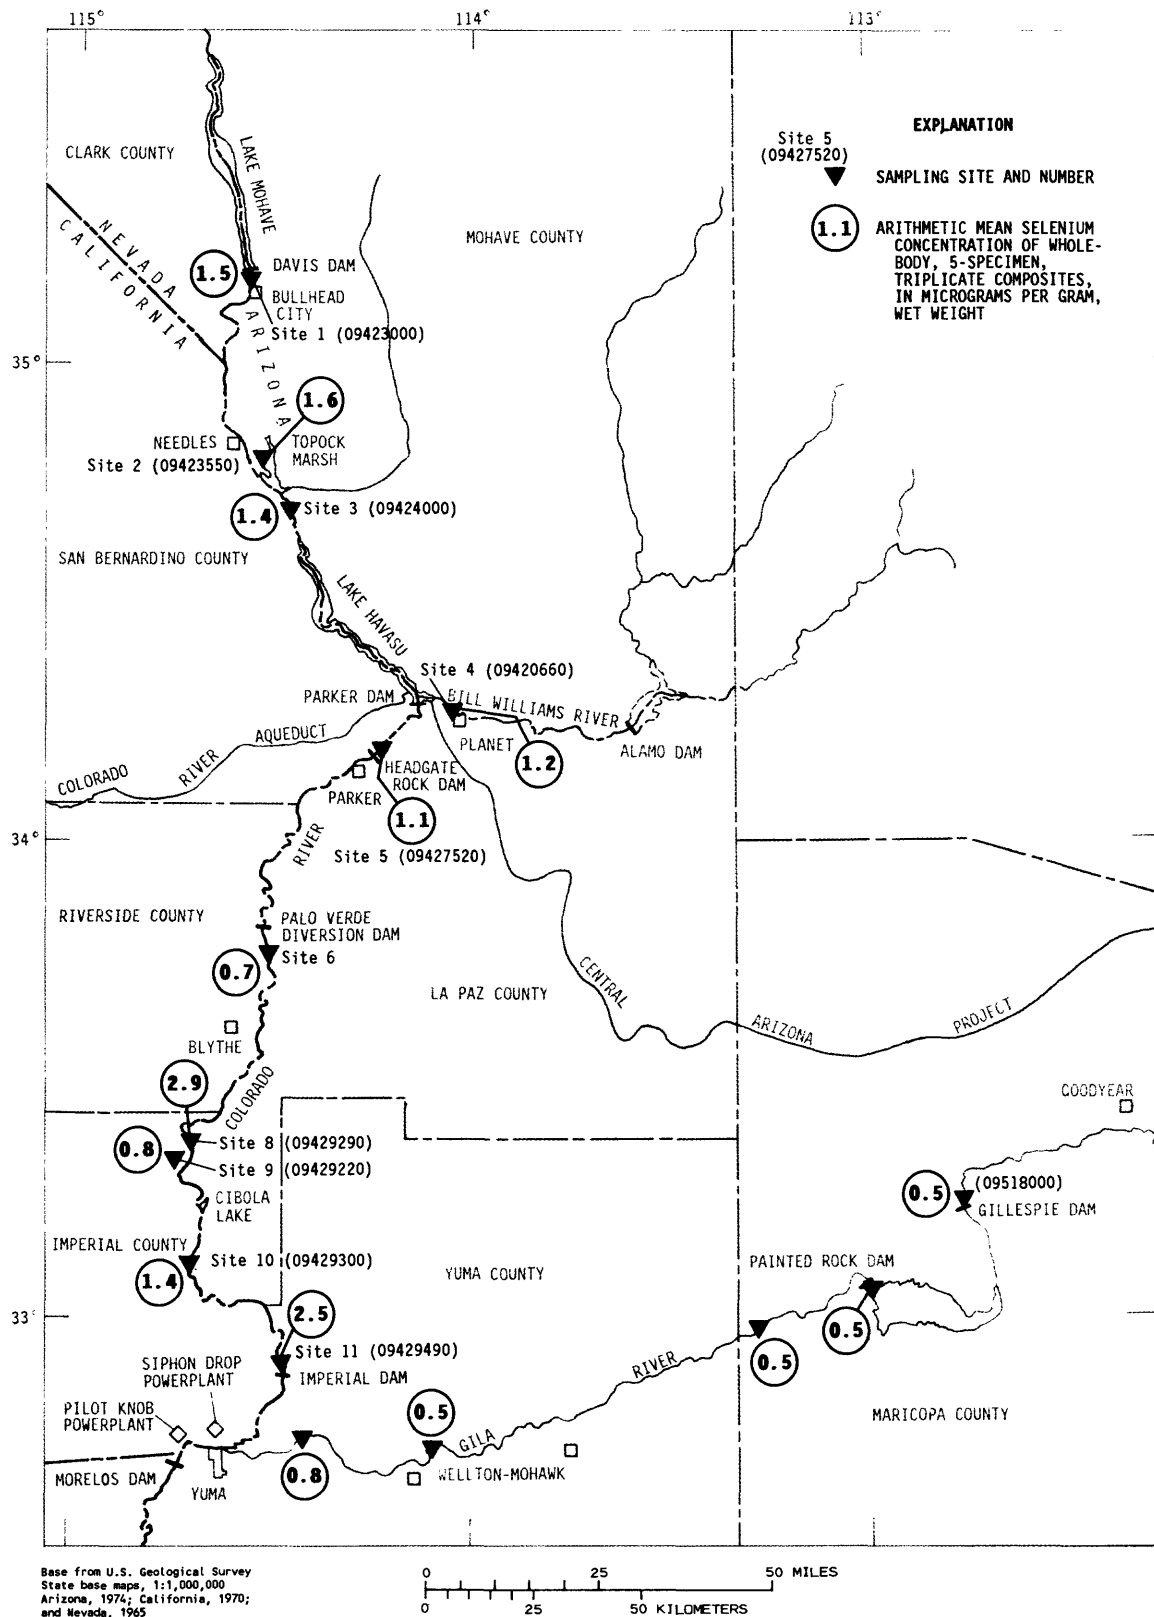 115° 114° 113°
EXPLANATION
Site 5
(09427520)
SAMPLING SITE AND NUMBER
1.1
ARITHMETIC MEAN SELENIUM
CONCENTRATION OF WHOLE-
BODY, 5-SPECIMEN,
TRIPLICATE COMPOSITES,
IN MICROGRAMS PER GRAM,
WET WEIGHT
CLARK COUNTY
LAKE MOHAVE
MOHAVE COUNTY
NEVADA
CALIFORNIA
ARIZONA
1.5
DAVIS DAM
BULLHEAD
CITY
Site 1 (09423000)
35°
1.6
NEEDLES
TOPOCK
MARSH
Site 2 (09423550)
1.4
Site 3 (09424000)
SAN BERNARDINO COUNTY
LAKE HAVASU
Site 4 (09420660)
PARKER DAM
BILL WILLIAMS RIVER
PLANET
ALAMO DAM
1.2
COLORADO RIVER AQUEDUCT
HEADGATE
ROCK DAM
PARKER
1.1
Site 5 (09427520)
34°
RIVER
RIVERSIDE COUNTY
PALO VERDE
DIVERSION DAM
Site 6
0.7
LA PAZ COUNTY
CENTRAL ARIZONA PROJECT
BLYTHE
COLORADO
2.9
Site 8 (09429290)
0.8
Site 9 (09429220)
CIBOLA
LAKE
GOODYEAR
0.5
(09518000)
GILLESPIE DAM
IMPERIAL COUNTY
Site 10 (09429300)
1.4
YUMA COUNTY
PAINTED ROCK DAM
33°
2.5
0.5
0.5
Site 11 (09429490)
IMPERIAL DAM
SIPHON DROP
POWERPLANT
PILOT KNOB
POWERPLANT
0.5
GILA RIVER
MARICOPA COUNTY
MORELOS DAM
YUMA
0.8
WELLTON-MOHAWK
Base from U.S. Geological Survey
State base maps, 1:1,000,000
Arizona, 1974; California, 1970;
and Nevada, 1965
0 25 50 MILES
0 25 50 KILOMETERS